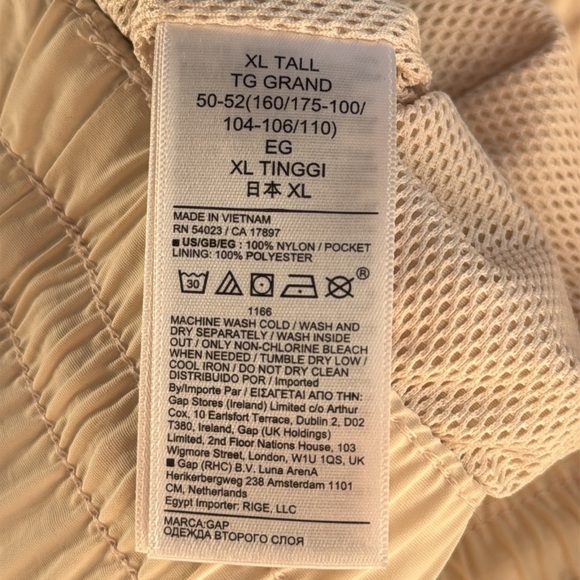 XL TALL
TG GRAND
50-52(160/175-100/
104-106/110)
EG
XL TINGGI
日本 XL
MADE IN VIETNAM
RN 54023 / CA 17897
■ US/GB/EG : 100% NYLON / POCKET
LINING: 100% POLYESTER
30
®
1166
MACHINE WASH COLD / WASH AND
DRY SEPARATELY / WASH INSIDE
OUT / ONLY NON-CHLORINE BLEACH
WHEN NEEDED / TUMBLE DRY LOW /
COOL IRON / DO NOT DRY CLEAN
DISTRIBUIDO POR / Imported
By/Importe Par / ΕΙΣΑΓΕΤΑΙ ΑΠΟ ΤΗΝ:
Gap Stores (Ireland) Limited c/o Arthur
Cox, 10 Earlsfort Terrace, Dublin 2, D02
T380, Ireland, Gap (UK Holdings)
Limited, 2nd Floor Nations House, 103
Wigmore Street, London, W1U 1QS, UK
■ Gap (RHC) B.V. Luna ArenA
Herikerbergweg 238 Amsterdam 1101
CM, Netherlands
Egypt Importer: RIGE, LLC
МАРСА:GAP
ОДЕЖДА ВТОРОГО СЛОЯ